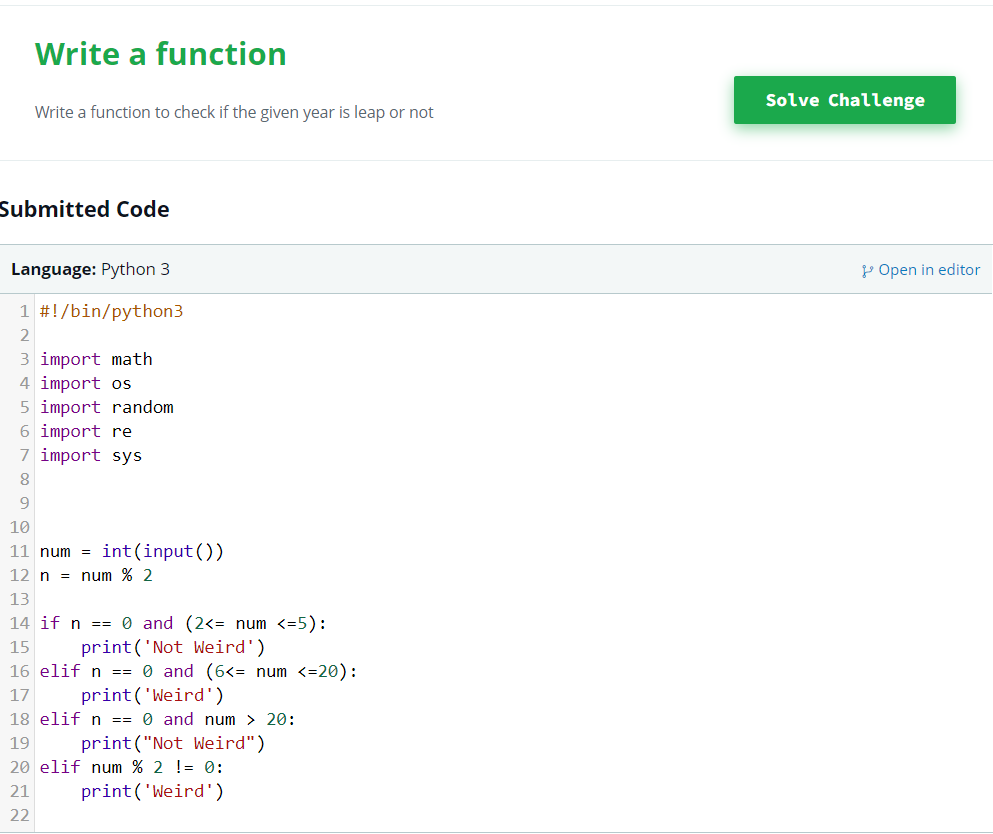 Write a function
Write a function to check if the given year is leap or not
Solve Challenge
Submitted Code
Language: Python 3
Open in editor
1 #!/bin/python3
2
3 import math
4 import os
5 import random
6 import re
7 import sys
8
9
10
11 num = int(input())
12 n = num % 2
13
14 if n == 0 and (2<= num <=5):
15     print('Not Weird')
16 elif n == 0 and (6<= num <=20):
17     print('Weird')
18 elif n == 0 and num > 20:
19     print("Not Weird")
20 elif num % 2 != 0:
21     print('Weird')
22